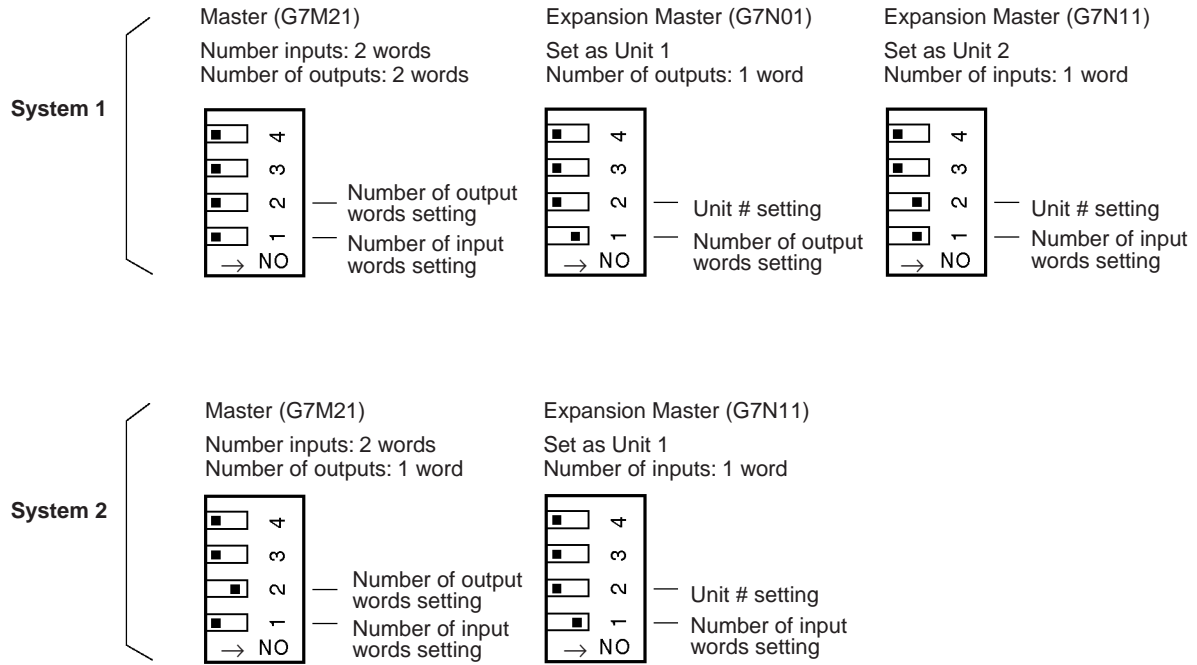 System 1
Master (G7M21)
Number inputs: 2 words
Number of outputs: 2 words
4
3
2
1
→ NO
Number of output
words setting
Number of input
words setting
Expansion Master (G7N01)
Set as Unit 1
Number of outputs: 1 word
4
3
2
1
→ NO
Unit # setting
Number of output
words setting
Expansion Master (G7N11)
Set as Unit 2
Number of inputs: 1 word
4
3
2
1
→ NO
Unit # setting
Number of input
words setting
System 2
Master (G7M21)
Number inputs: 2 words
Number of outputs: 1 word
4
3
2
1
→ NO
Number of output
words setting
Number of input
words setting
Expansion Master (G7N11)
Set as Unit 1
Number of inputs: 1 word
4
3
2
1
→ NO
Unit # setting
Number of input
words setting